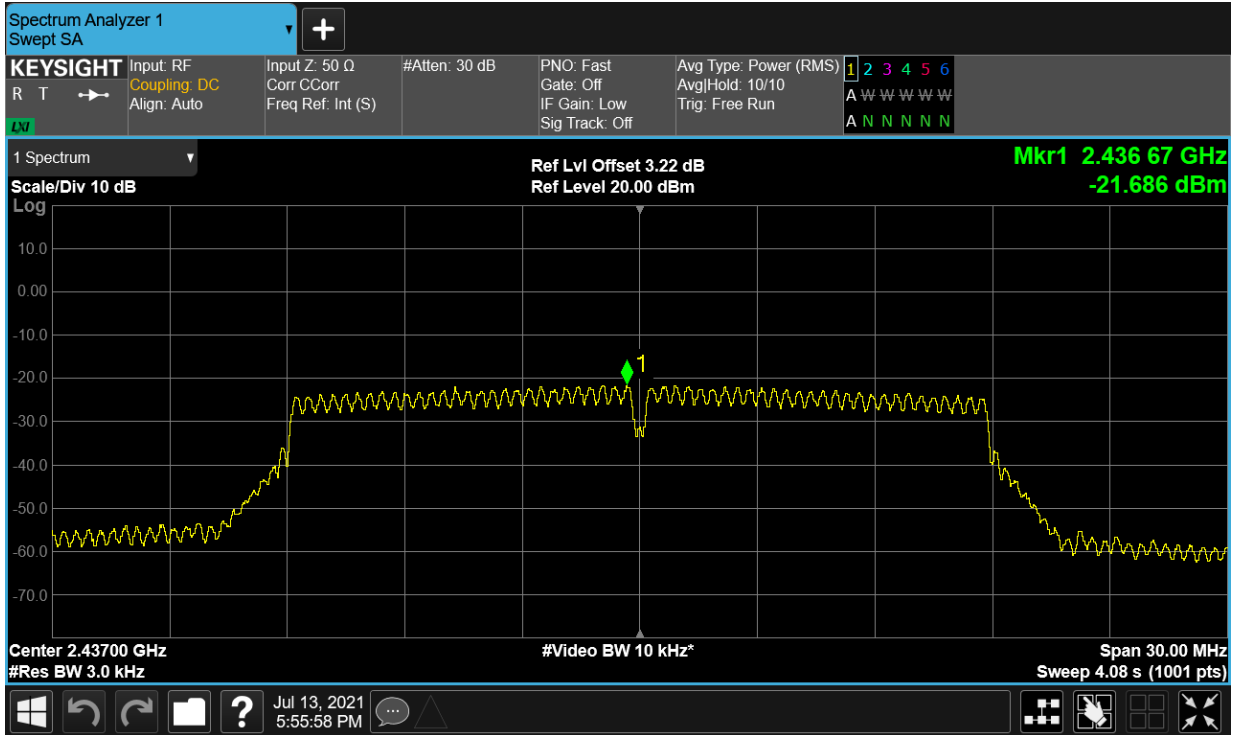 Spectrum Analyzer 1
Swept SA
KEYSIGHT
R T
LXI
Input: RF
Coupling: DC
Align: Auto
Input Z: 50 Ω
Corr CCorr
Freq Ref: Int (S)
#Atten: 30 dB
PNO: Fast
Gate: Off
IF Gain: Low
Sig Track: Off
Avg Type: Power (RMS)
Avg|Hold: 10/10
Trig: Free Run
1 2 3 4 5 6
A W W W W W
A N N N N N
1 Spectrum
Scale/Div 10 dB
Log
Ref Lvl Offset 3.22 dB
Ref Level 20.00 dBm
Mkr1 2.436 67 GHz
-21.686 dBm
10.0
0.00
-10.0
-20.0
-30.0
-40.0
-50.0
-60.0
-70.0
1
Center 2.43700 GHz
#Res BW 3.0 kHz
#Video BW 10 kHz*
Span 30.00 MHz
Sweep 4.08 s (1001 pts)
?
Jul 13, 2021
5:55:58 PM